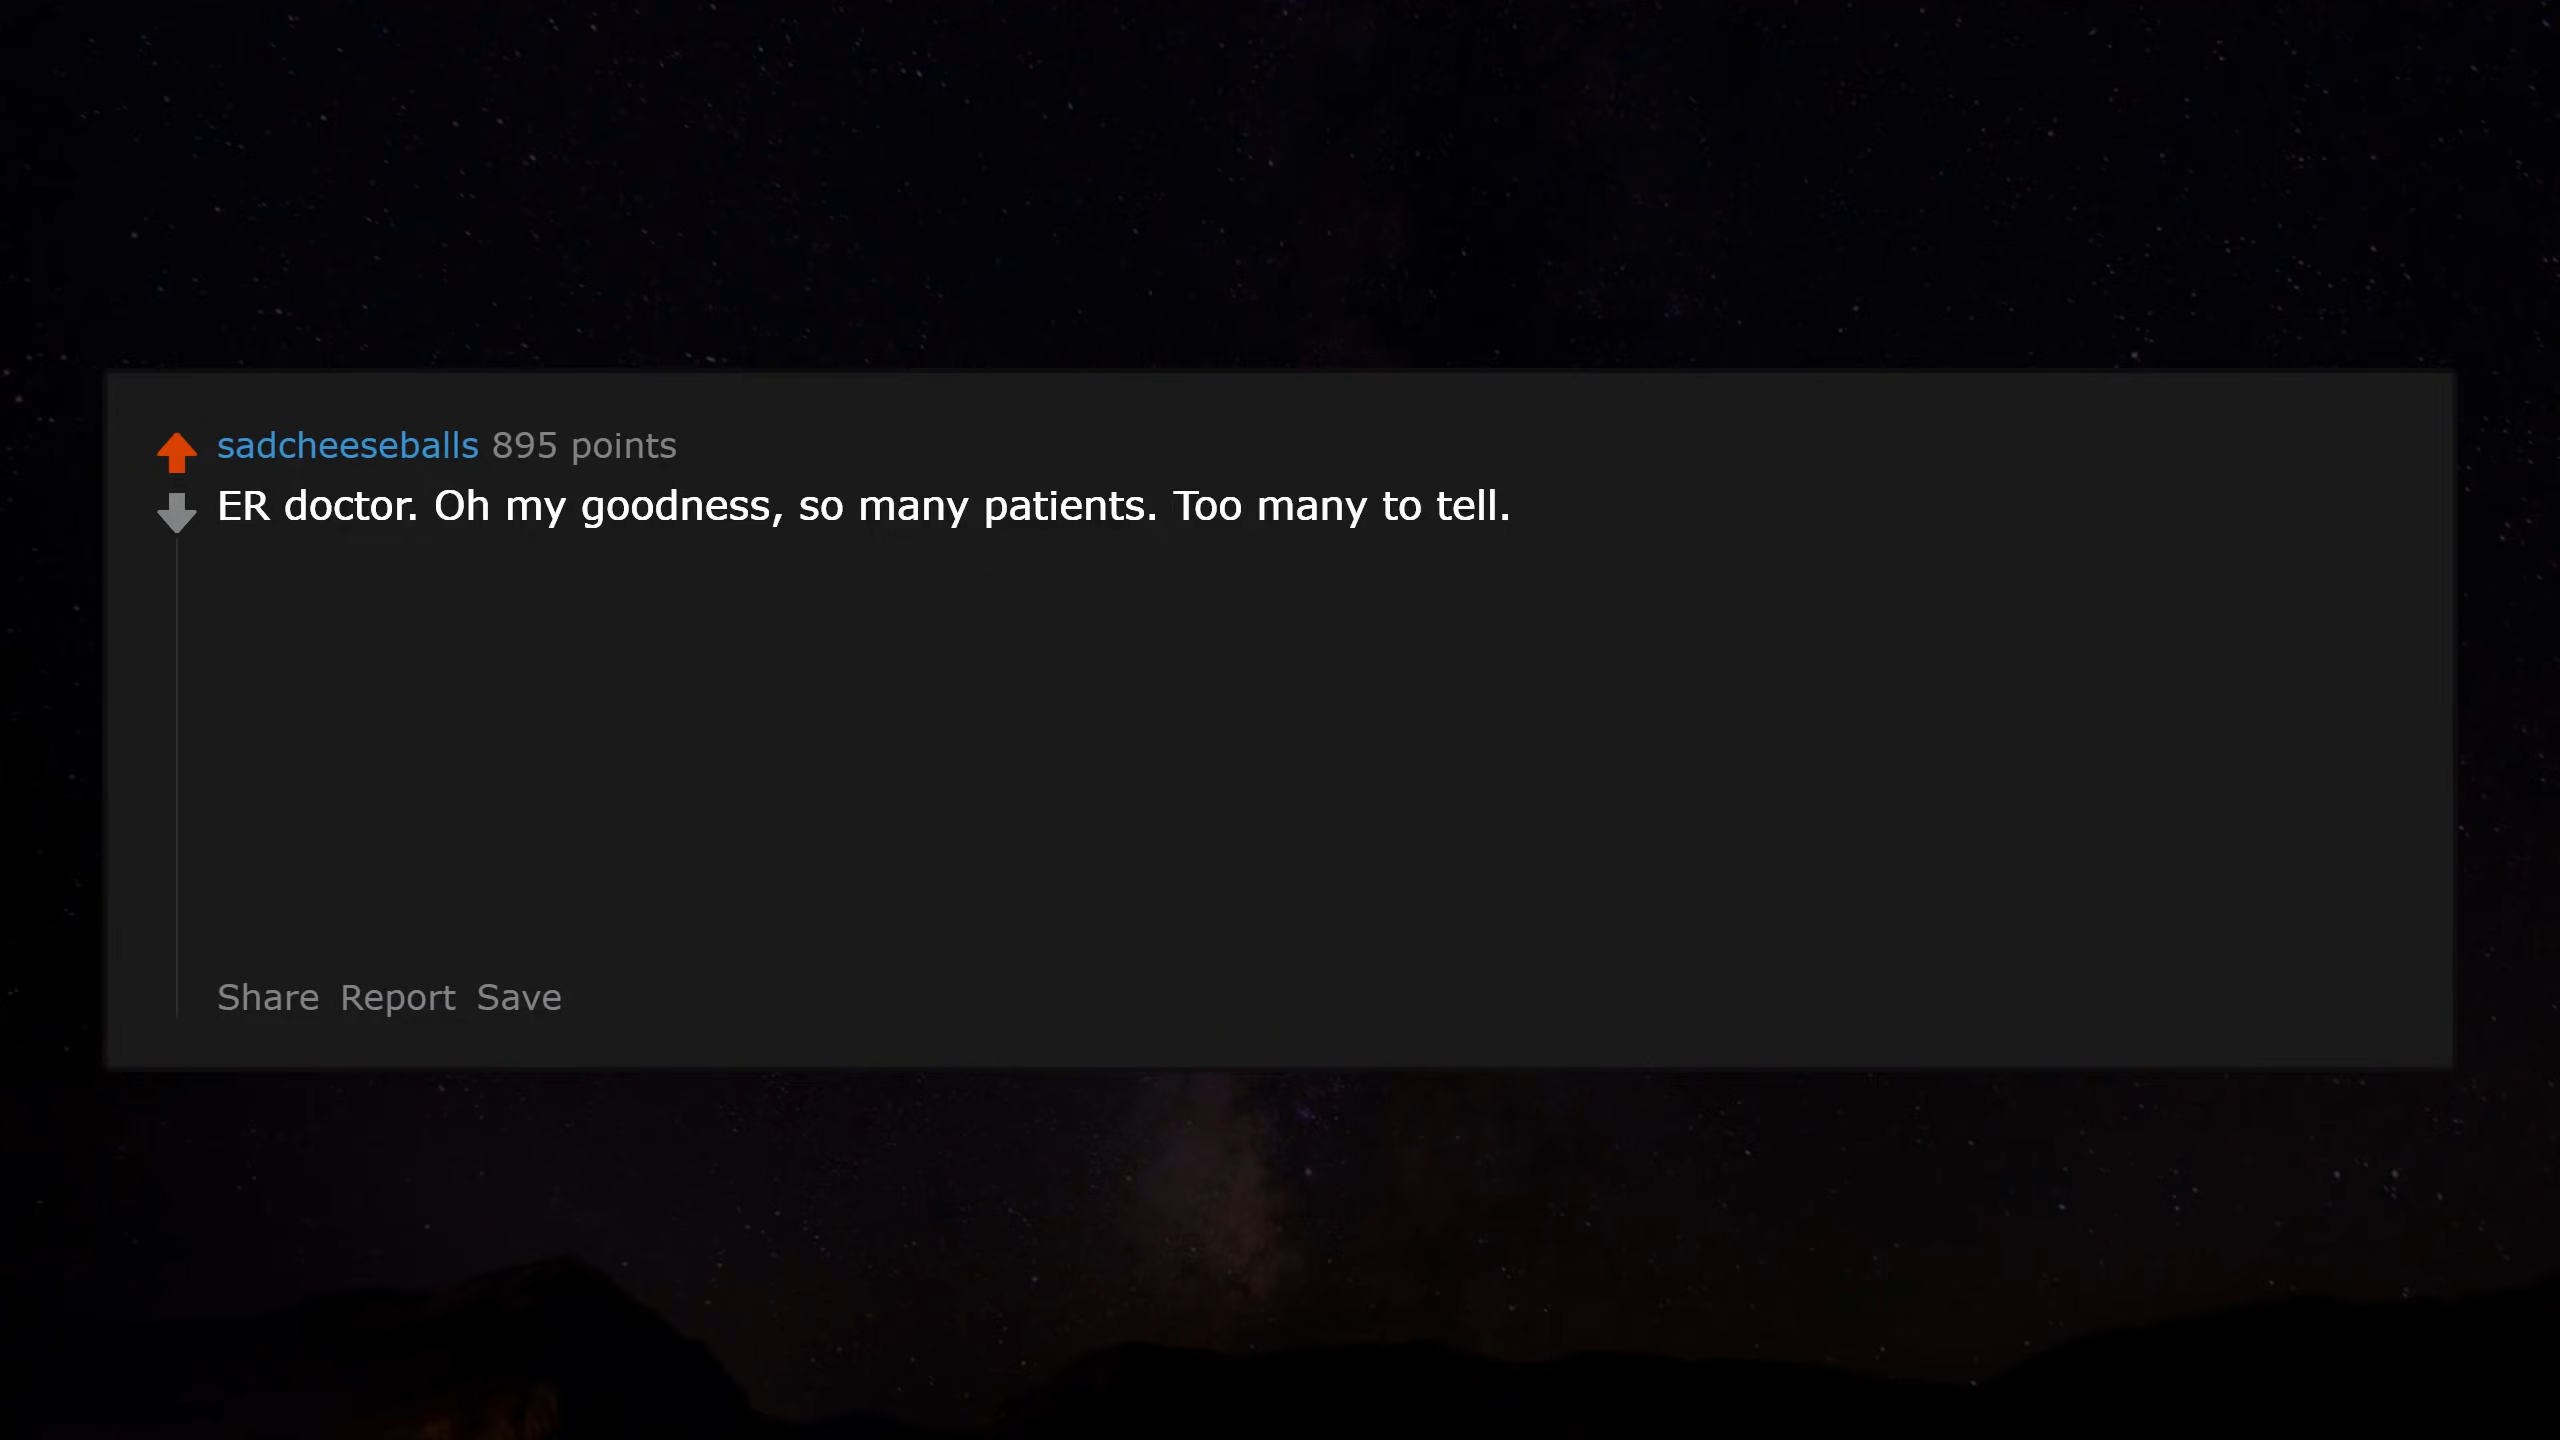 sadcheeseballs 895 points
ER doctor. Oh my goodness, so many patients. Too many to tell.
Share Report Save